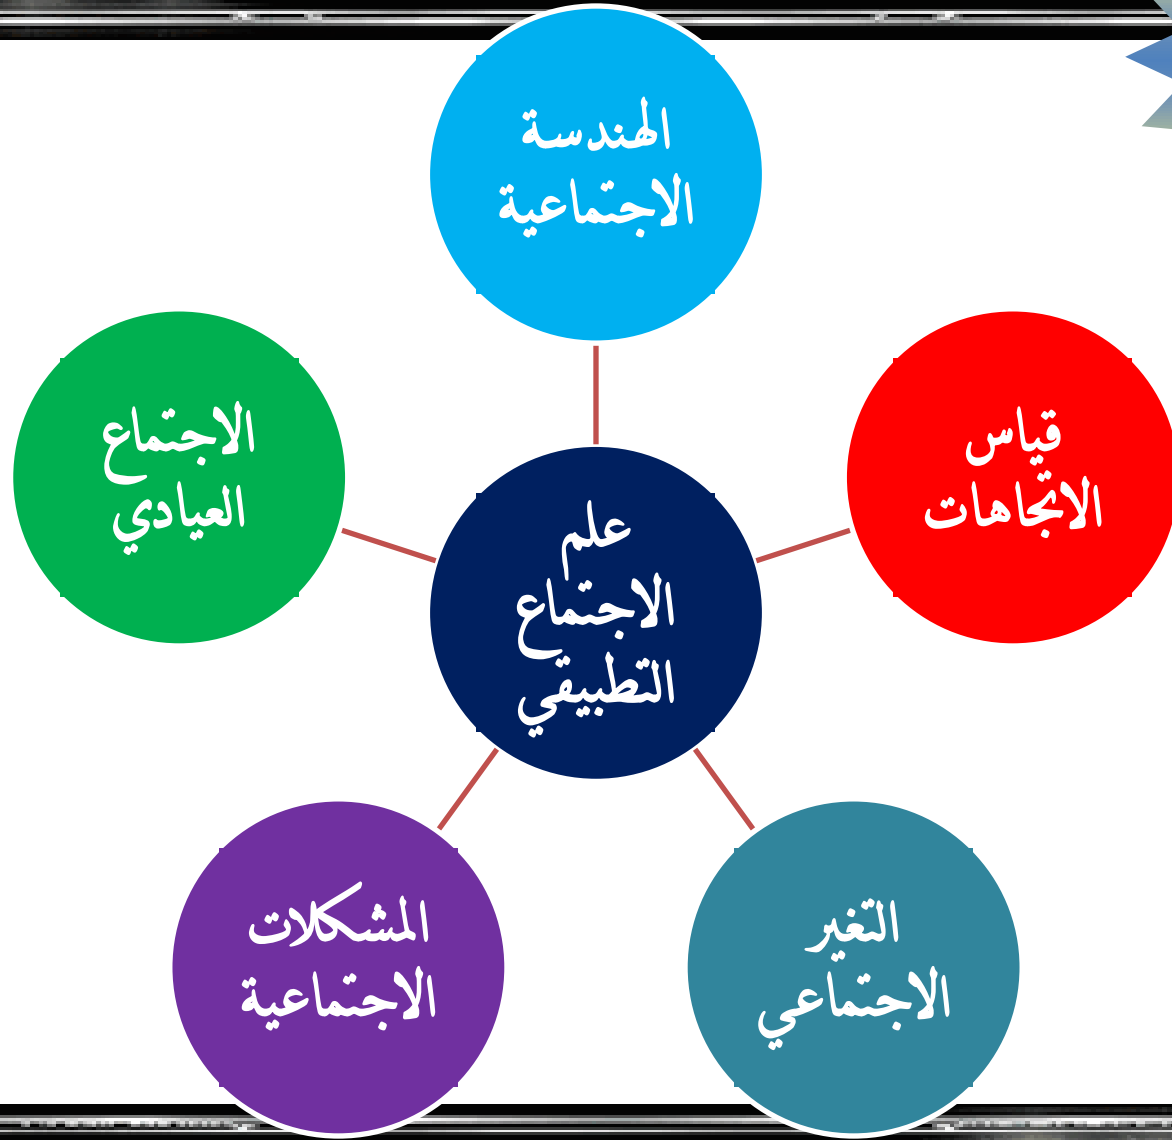 الهندسة
الاجتماعية
قياس
الاتجاهات
الاجتماع
العيادي
علم
الاجتماع
التطبيقي
التغير
الاجتماعي
المشكلات
الاجتماعية